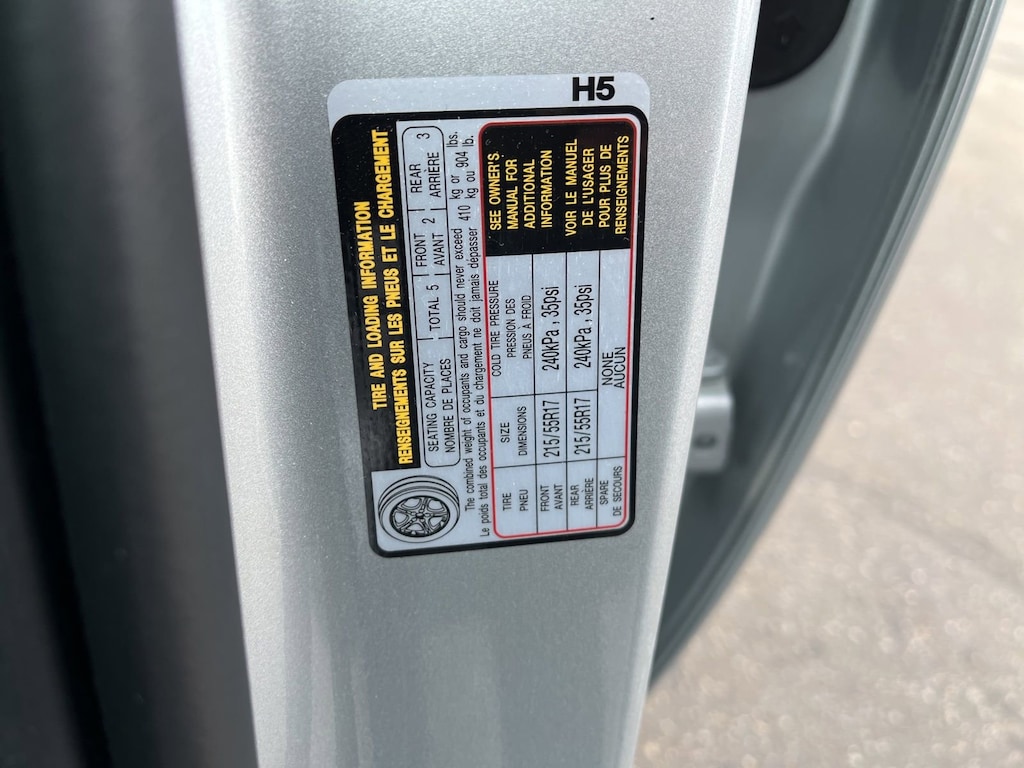 H5
TIRE AND LOADING INFORMATION
RENSEIGNEMENTS SUR LES PNEUS ET LE CHARGEMENT
SEATING CAPACITY
NOMBRE DE PLACES
TOTAL 5
FRONT
AVANT
2
REAR
ARRIÈRE
3
The combined weight of occupants and cargo should never exceed 410 kg or 904 lbs.
Le poids total des occupants et du chargement ne doit jamais dépasser 410 kg ou 904 lb.
TIRE
PNEU
SIZE
DIMENSIONS
COLD TIRE PRESSURE
PRESSION DES
PNEUS À FROID
FRONT
AVANT
215/55R17
240kPa , 35psi
REAR
ARRIÈRE
215/55R17
240kPa , 35psi
SPARE
DE SECOURS
NONE
AUCUN
SEE OWNER'S
MANUAL FOR
ADDITIONAL
INFORMATION
VOIR LE MANUEL
DE L'USAGER
POUR PLUS DE
RENSEIGNEMENTS